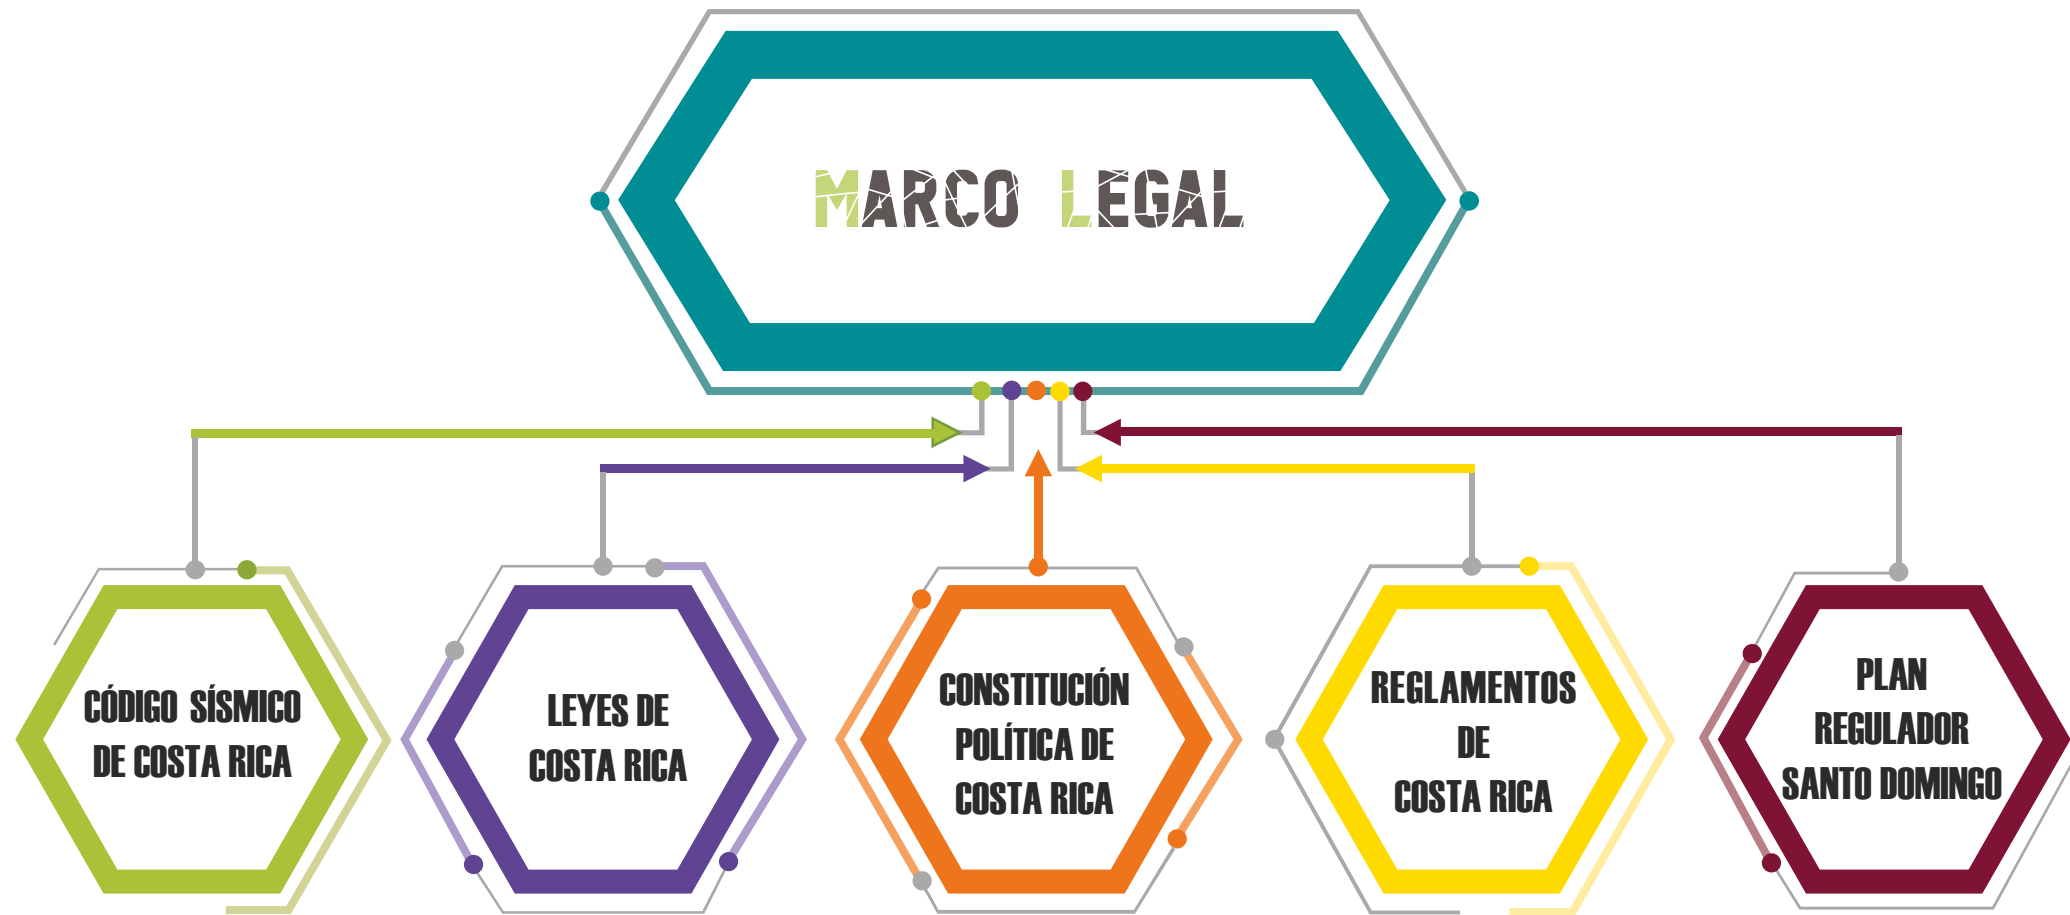 MARCO LEGAL
CÓDIGO SÍSMICO
DE COSTA RICA
LEYES DE
COSTA RICA
CONSTITUCIÓN
POLÍTICA DE
COSTA RICA
REGLAMENTOS
DE
COSTA RICA
PLAN
REGULADOR
SANTO DOMINGO